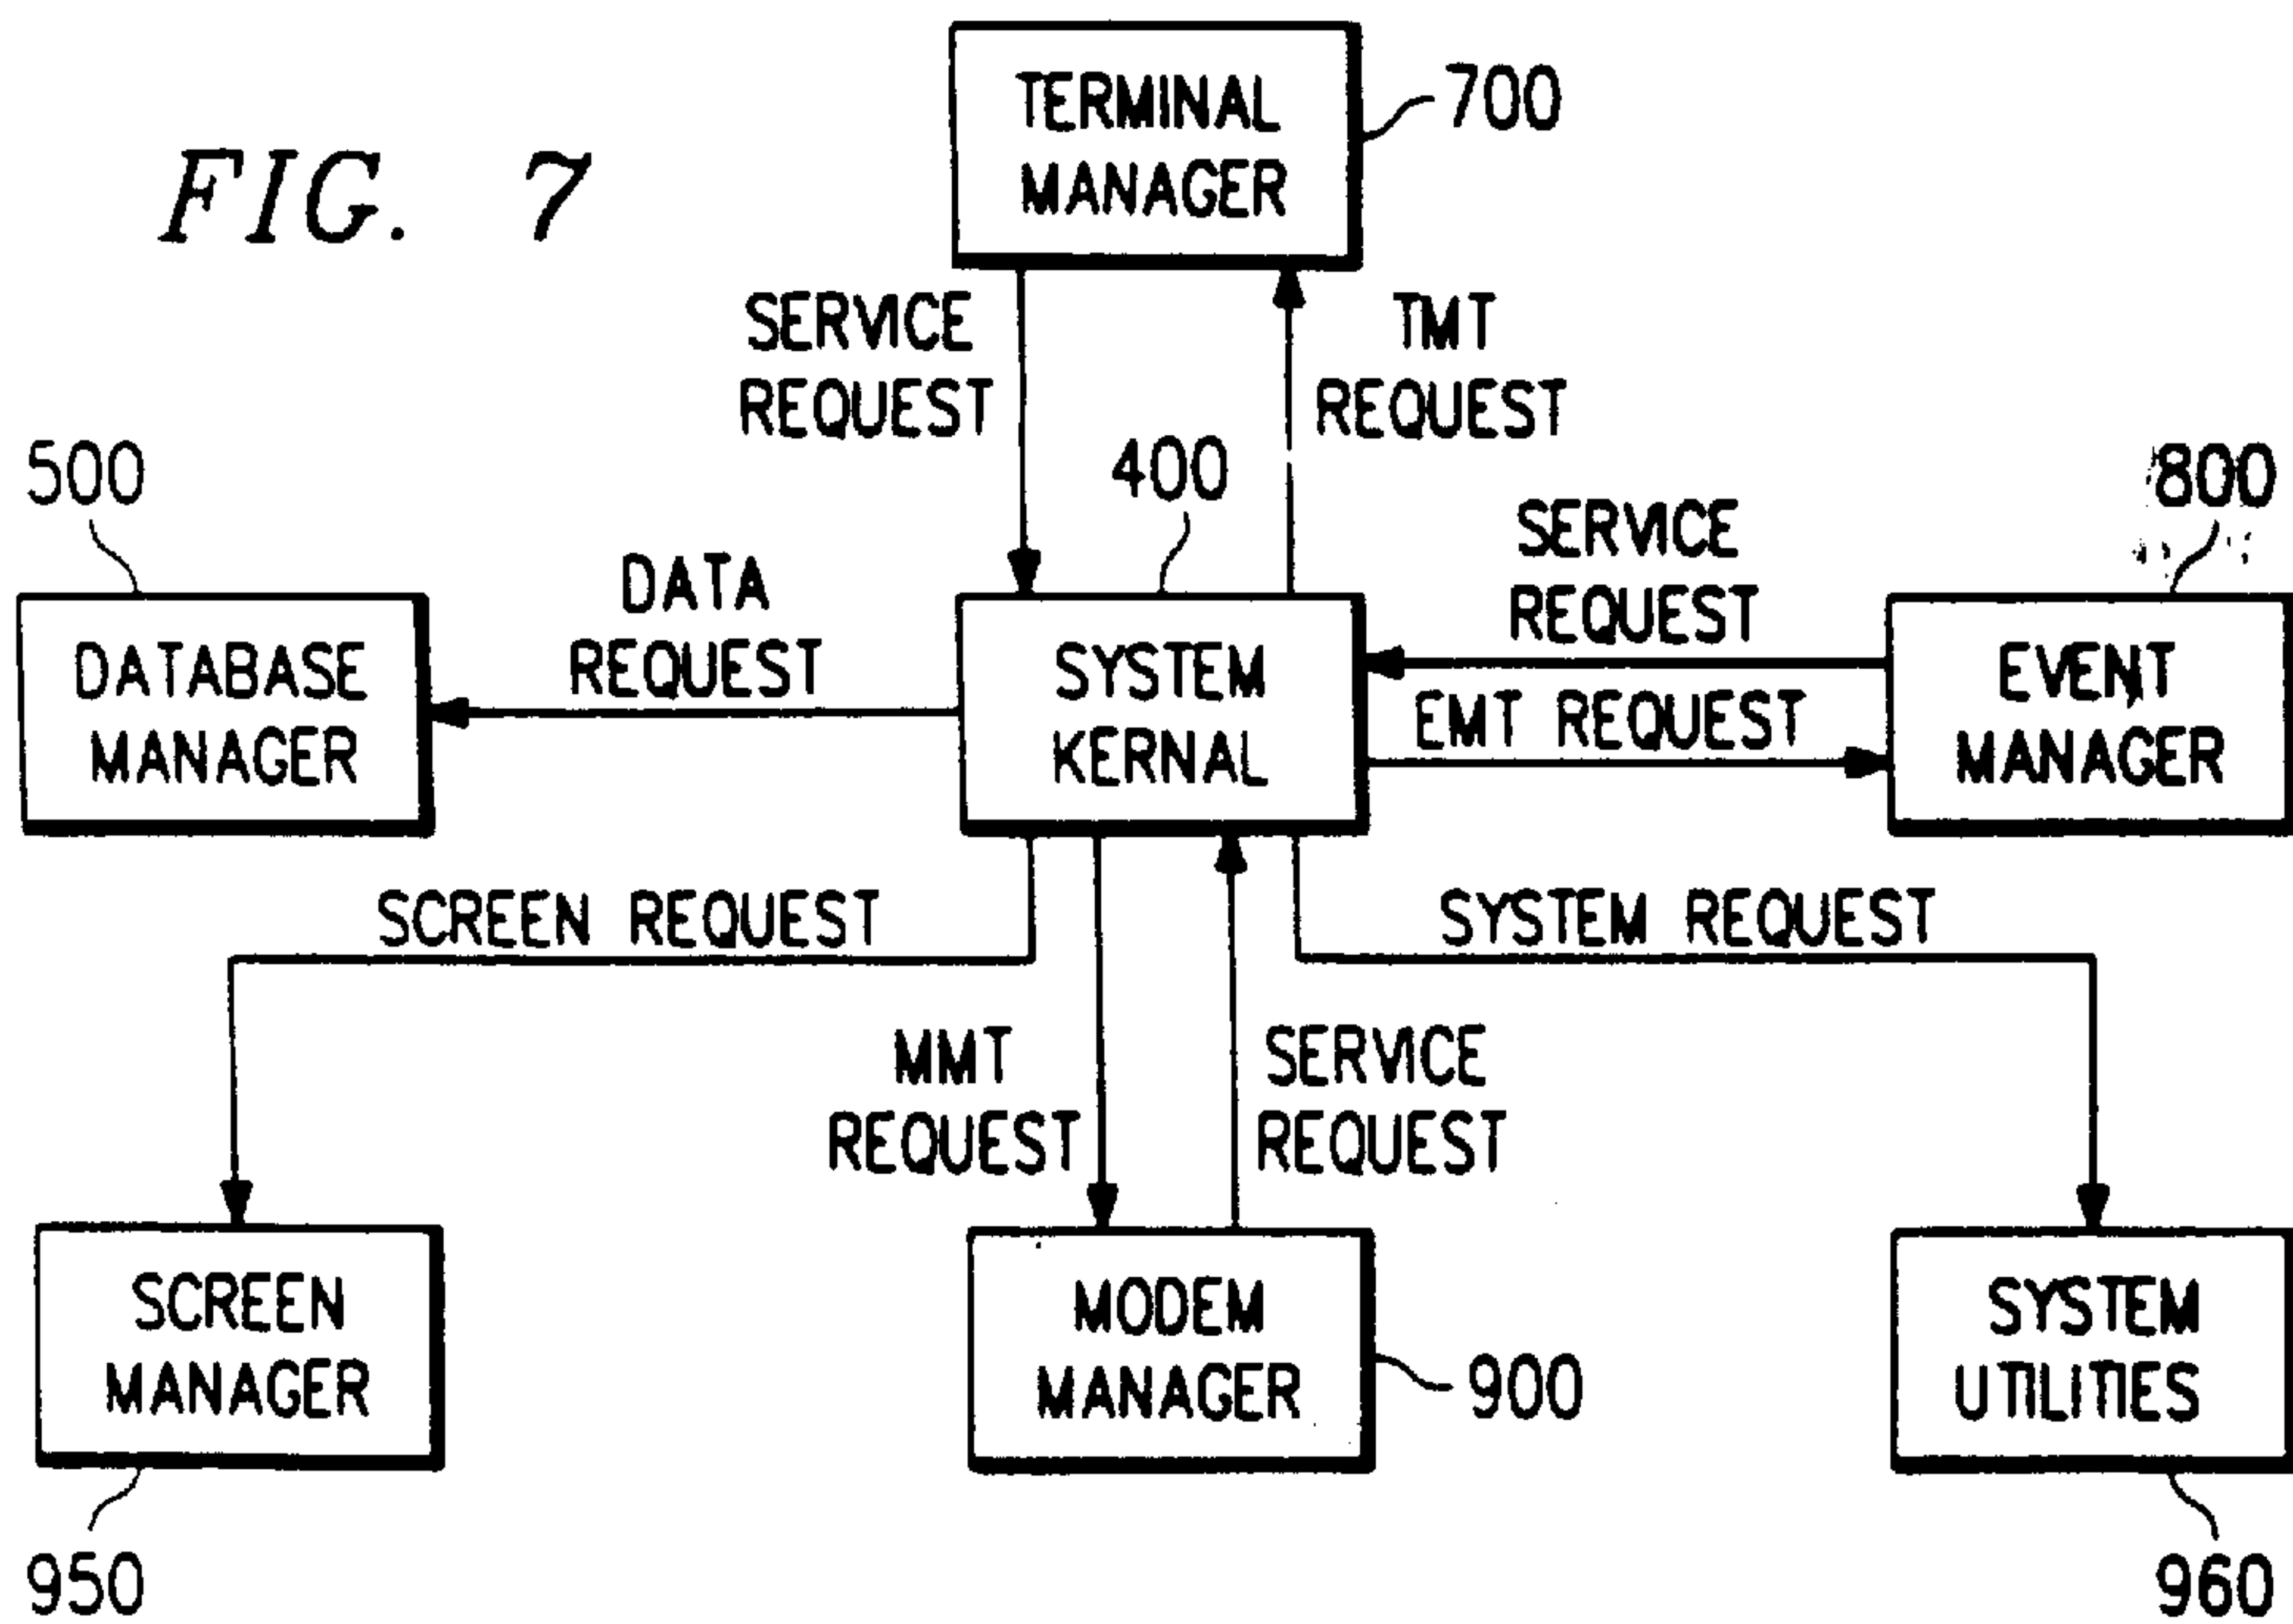 FIG. 7
TERMINAL
MANAGER
700
SERVICE
REQUEST
TMT
REQUEST
500
400
800
DATABASE
MANAGER
DATA
REQUEST
SYSTEM
KERNAL
SERVICE
REQUEST
EMT REQUEST
EVENT
MANAGER
SCREEN REQUEST
SYSTEM REQUEST
MMT
REQUEST
SERVICE
REQUEST
SCREEN
MANAGER
950
MODEM
MANAGER
900
SYSTEM
UTILITIES
960